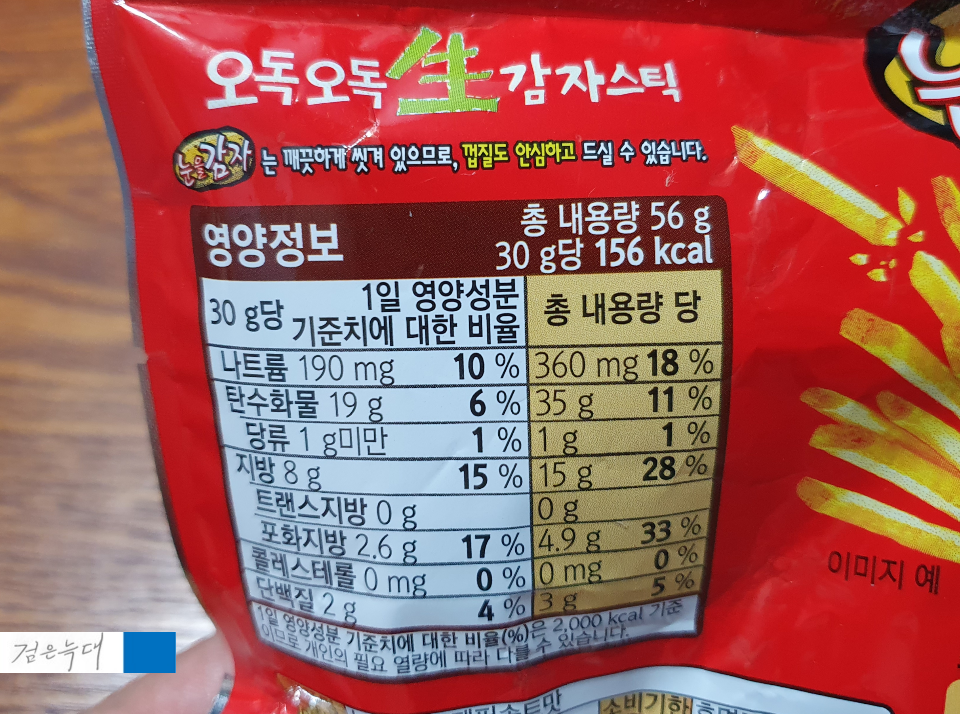 오독오독生감자스틱
눈을감자는 깨끗하게 씻겨 있으므로, 껍질도 안심하고 드실 수 있습니다.
영양정보
총 내용량 56 g
30 g당 156 kcal
30 g당 1일 영양성분 기준치에 대한 비율 총 내용량 당
나트륨 190 mg 10 % 360 mg 18 %
탄수화물 19 g 6 % 35 g 11 %
당류 1 g미만 1 % 1 g 1 %
지방 8 g 15 % 15 g 28 %
트랜스지방 0 g 0 g
포화지방 2.6 g 17 % 4.9 g 33 %
콜레스테롤 0 mg 0 % 0 mg 0 %
단백질 2 g 4 % 3 g 5 %
1일 영양성분 기준치에 대한 비율(%)은 2,000 kcal 기준
이므로 개인의 필요 열량에 따라 다를 수 있습니다.
이미지 예
검은늑대
소비기한